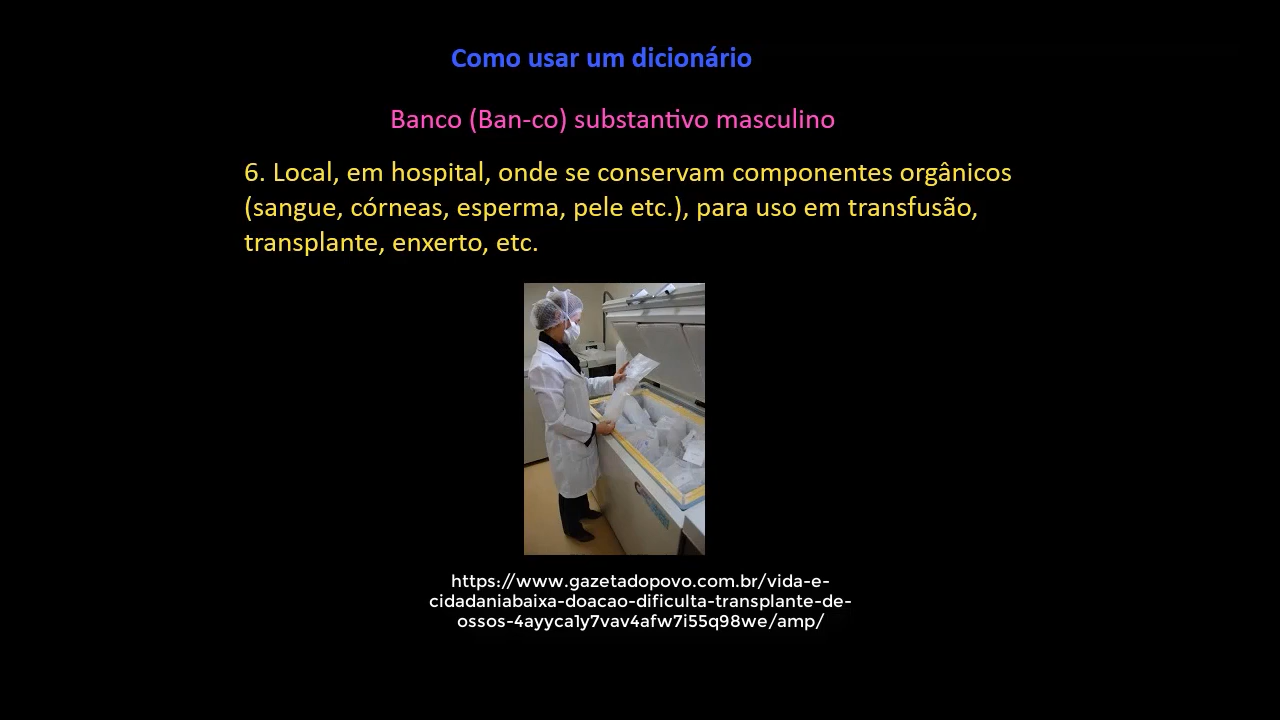 Como usar um dicionário
Banco (Ban-co) substantivo masculino
6. Local, em hospital, onde se conservam componentes orgânicos
(sangue, córneas, esperma, pele etc.), para uso em transfusão,
transplante, enxerto, etc.
https://www.gazetadopovo.com.br/vida-e-
cidadaniabaixa-doacao-dificulta-transplante-de-
ossos-4ayyca1y7vav4afw7i55q98we/amp/